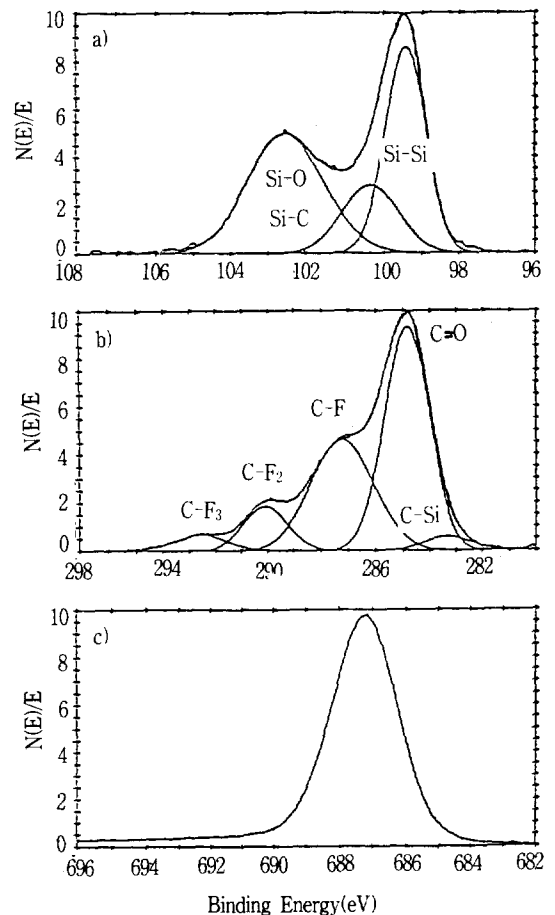 a)
N(E)/E
10
8
6
4
2
0
Si-O
Si-C
Si-Si
108 106 104 102 100 98 96
b)
N(E)/E
10
8
6
4
2
0
C-F₃
C-F₂
C-F
C=O
C-Si
298 294 290 286 282
c)
N(E)/E
10
8
6
4
2
0
696 694 692 690 688 686 684 682
Binding Energy(eV)